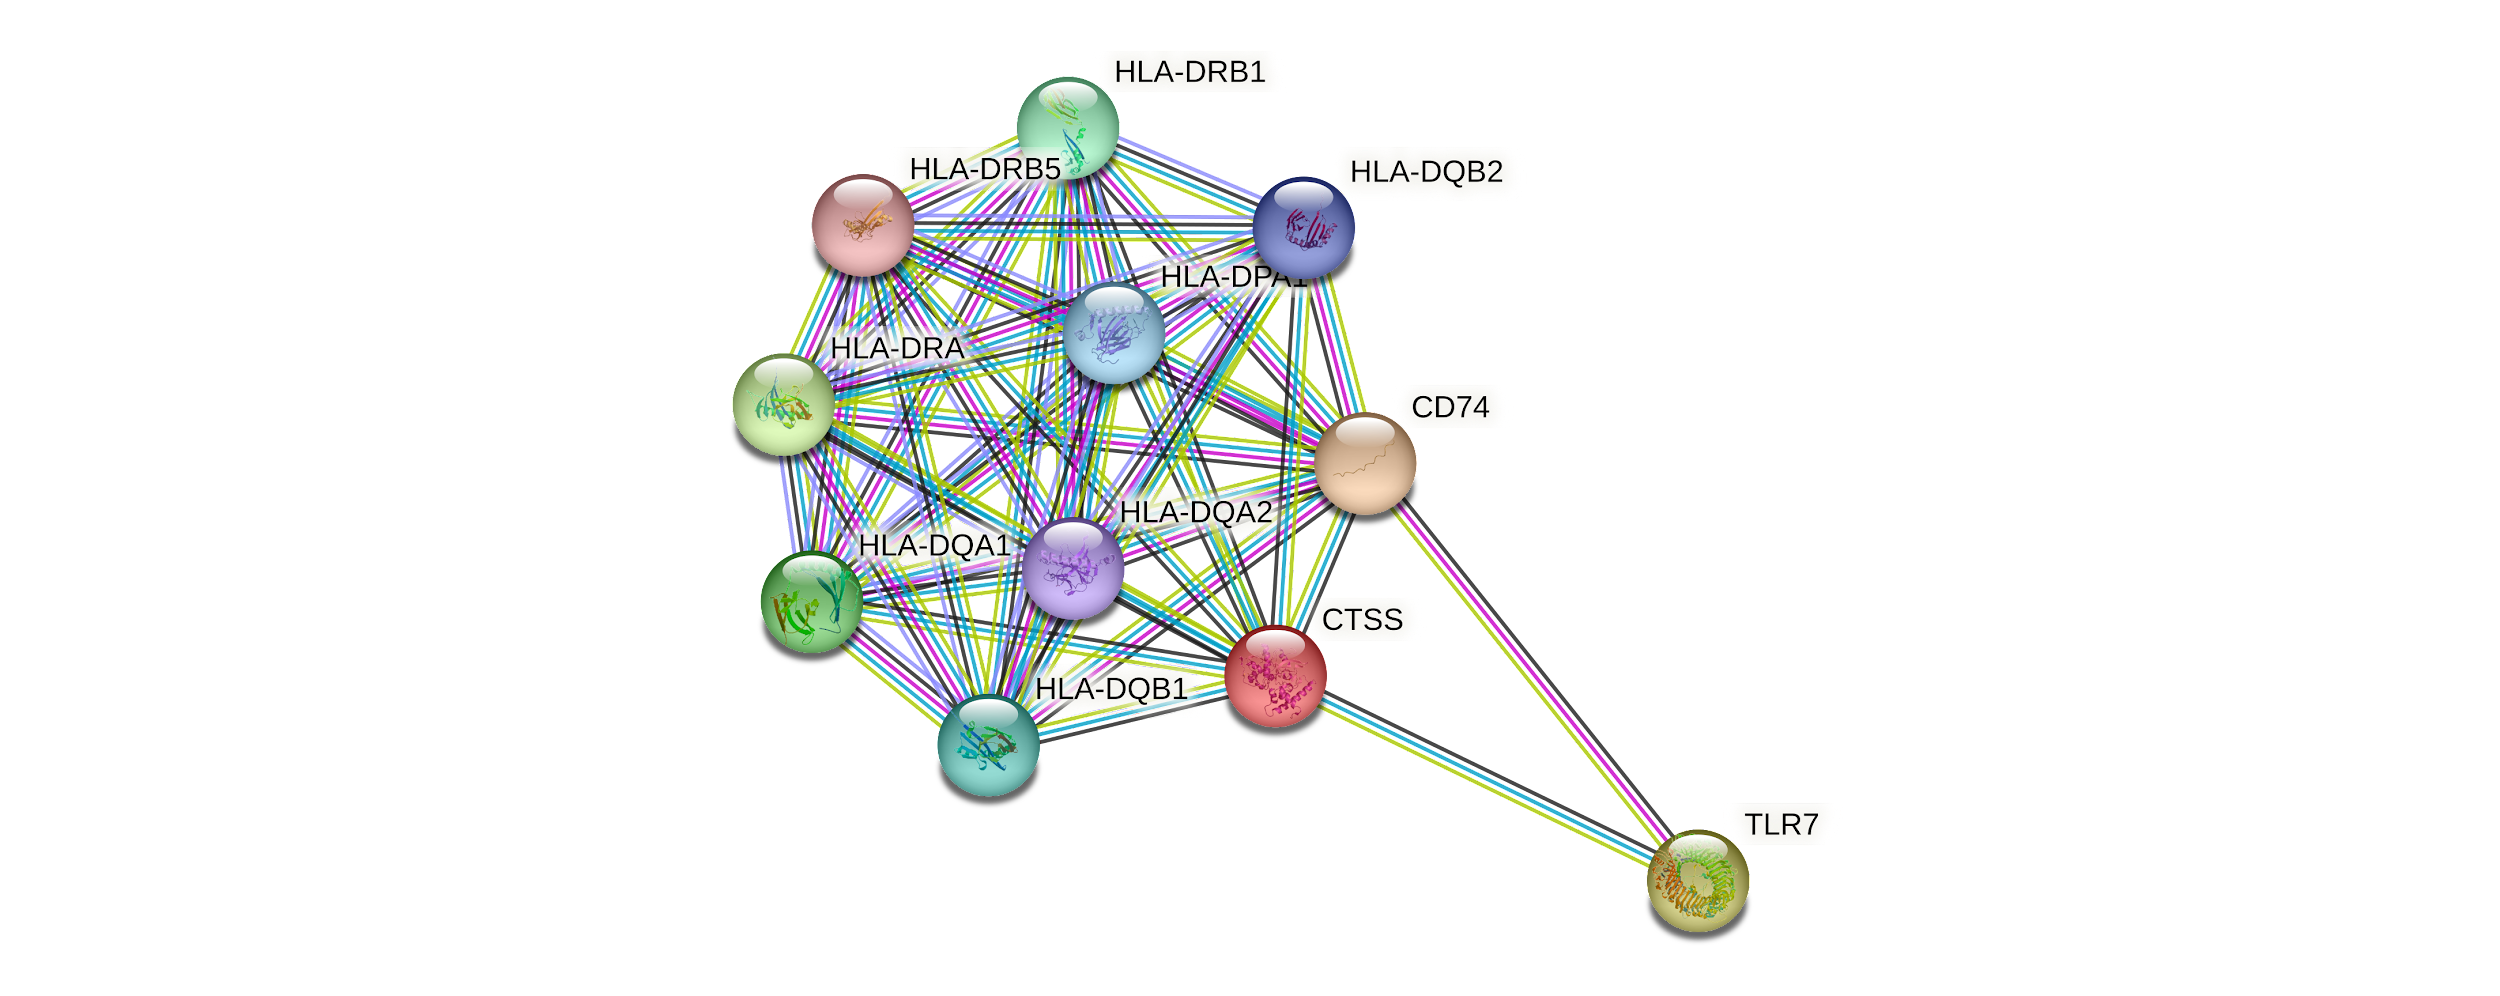 HLA-DRB1
HLA-DRB5
HLA-DQB2
HLA-DPA1
HLA-DRA
CD74
HLA-DQA2
HLA-DQA1
CTSS
HLA-DQB1
TLR7